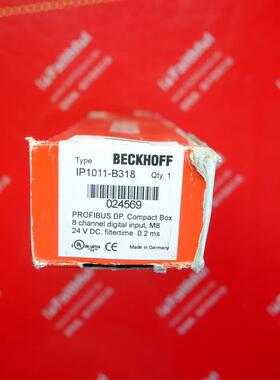 Type BECKHOFF
IP1011-B318 Qty. 1
024569
PROFIBUS DP, Compact Box
8 channel digital input, M8
24 V DC, filtertime 0.2 ms
Made in Germany